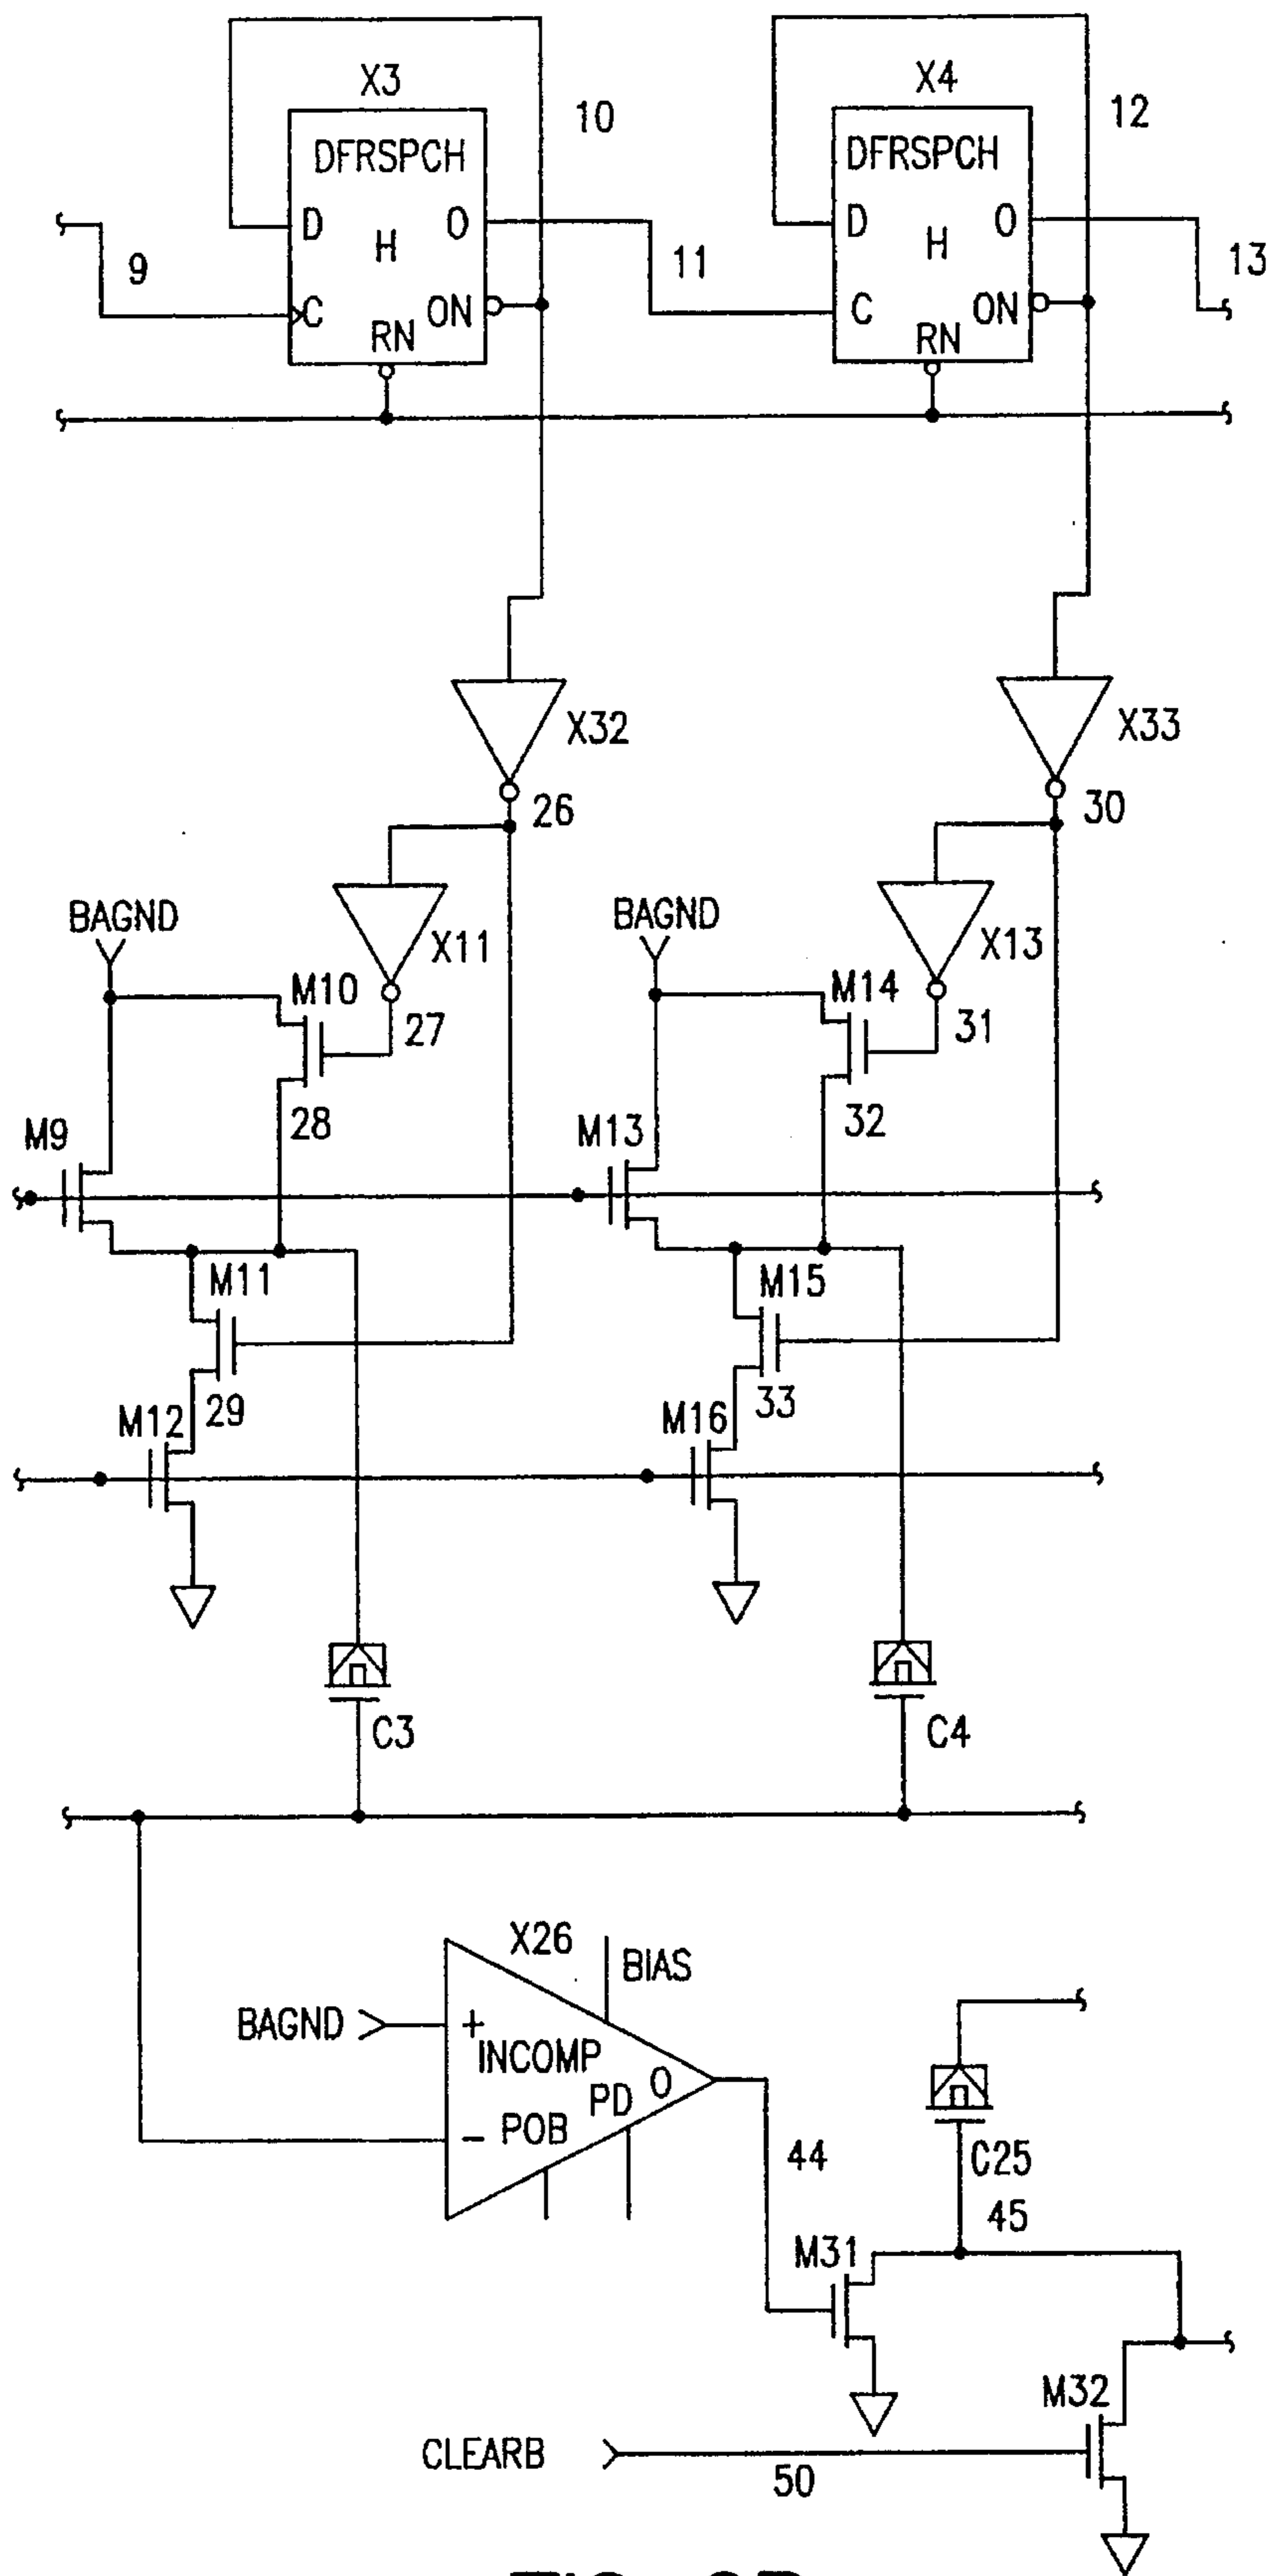 X3
X4
10
12
DFRSPCH
DFRSPCH
D
O
H
D
O
H
9
11
13
C
ON
RN
C
ON
RN
X32
X33
26
30
BAGND
BAGND
X11
X13
M10
M14
27
31
28
32
M9
M13
M11
M15
29
33
M12
M16
C3
C4
X26
BIAS
BAGND
+
INCOMP
PD
O
-
POB
44
C25
45
M31
M32
CLEARB
50